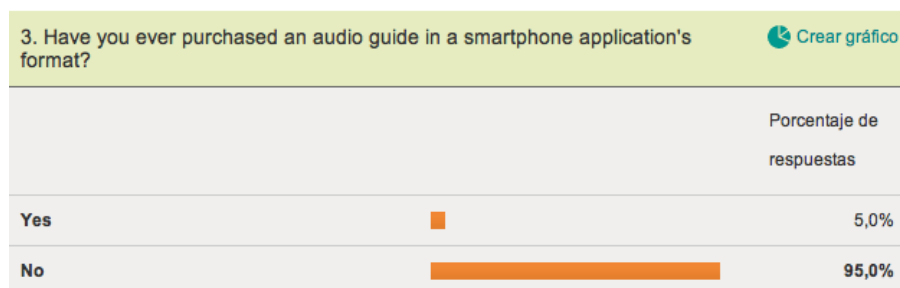 3. Have you ever purchased an audio guide in a smartphone application's
format?
Crear gráfico
Porcentaje de
respuestas
Yes 5,0%
No 95,0%